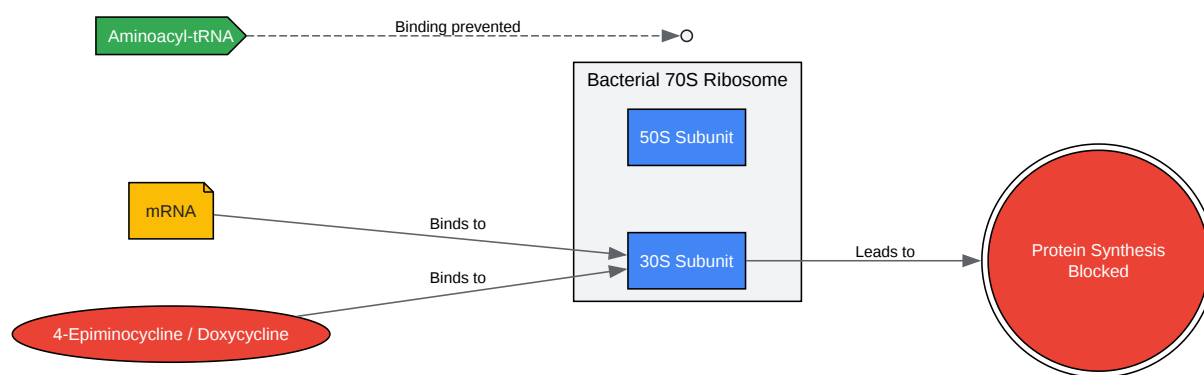 Aminoacyl-tRNA
Binding prevented
Bacterial 70S Ribosome
50S Subunit
mRNA
Binds to
30S Subunit
Leads to
Protein Synthesis
Blocked
Binds to
4-Epiminocycline / Doxycycline